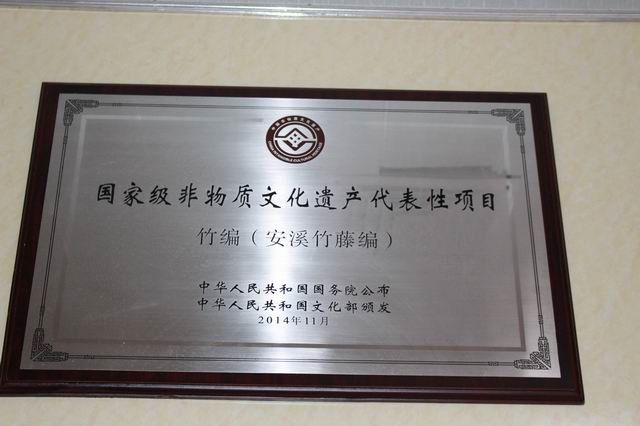 国家级非物质文化遗产代表性项目
竹编（安溪竹藤编）
中华人民共和国国务院公布
中华人民共和国文化部颁发
2014年11月